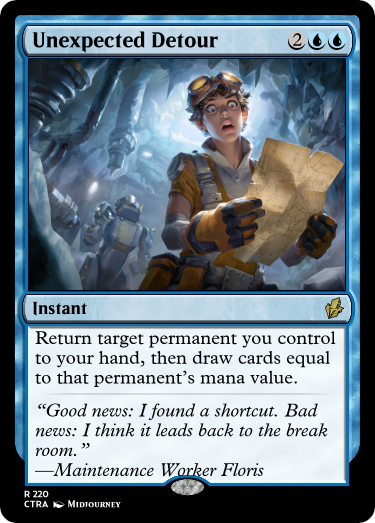 Unexpected Detour 2
Instant
Return target permanent you control
to your hand, then draw cards equal
to that permanent’s mana value.
“Good news: I found a shortcut. Bad
news: I think it leads back to the break
room.”
—Maintenance Worker Floris
R 220
CTRA Midjourney